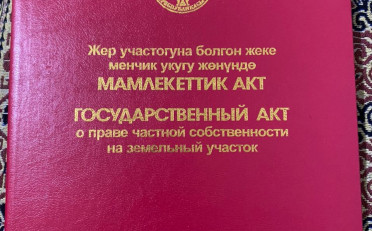 Жер участогуна болгон жеке
менчик укугу жөнүндө
МАМЛЕКЕТТИК АКТ
ГОСУДАРСТВЕННЫЙ АКТ
о праве частной собственности
на земельный участок